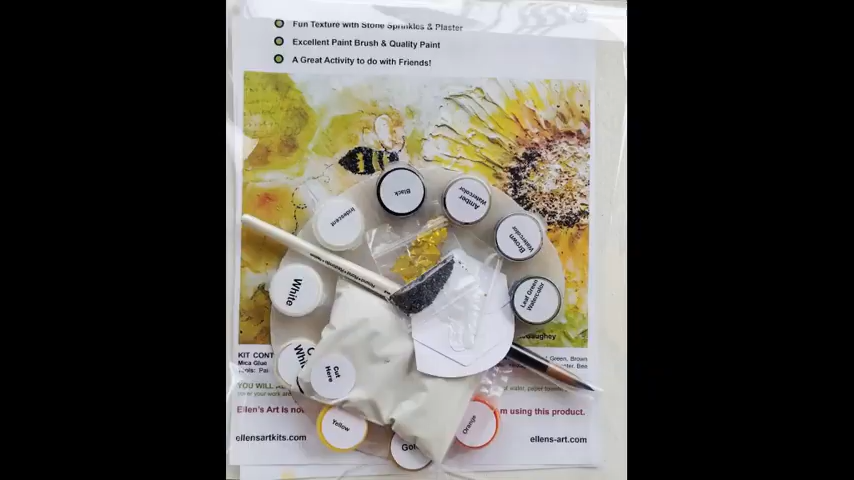 Fun Texture with Stone Sprinkles & Plaster
Excellent Paint Brush & Quality Paint
A Great Activity to do with Friends!
Black
Amber
Watercolor
Iridescent
Brown
Watercolor
White
Leaf Green
Watercolor
KIT CONT
Green, Brown
Mica Glue
YOU WILL
Cut
Here
Ellen's Art is no
m using this product.
Yellow
Orange
Gol
ellensartkits.com
ellens-art.com